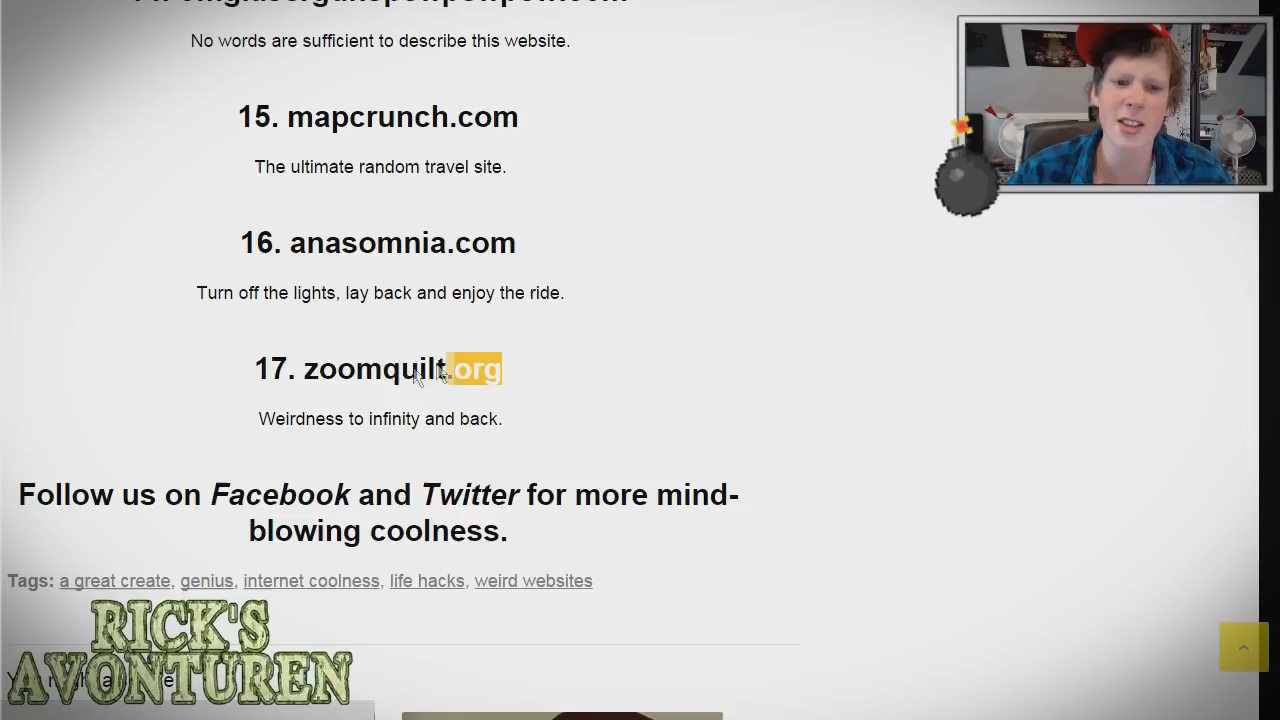 No words are sufficient to describe this website.
15. mapcrunch.com
The ultimate random travel site.
16. anasomnia.com
Turn off the lights, lay back and enjoy the ride.
17. zoomquilt.org
Weirdness to infinity and back.
Follow us on Facebook and Twitter for more mind-
blowing coolness.
Tags: a great create, genius, internet coolness, life hacks, weird websites
RICK'S
AVONTUREN